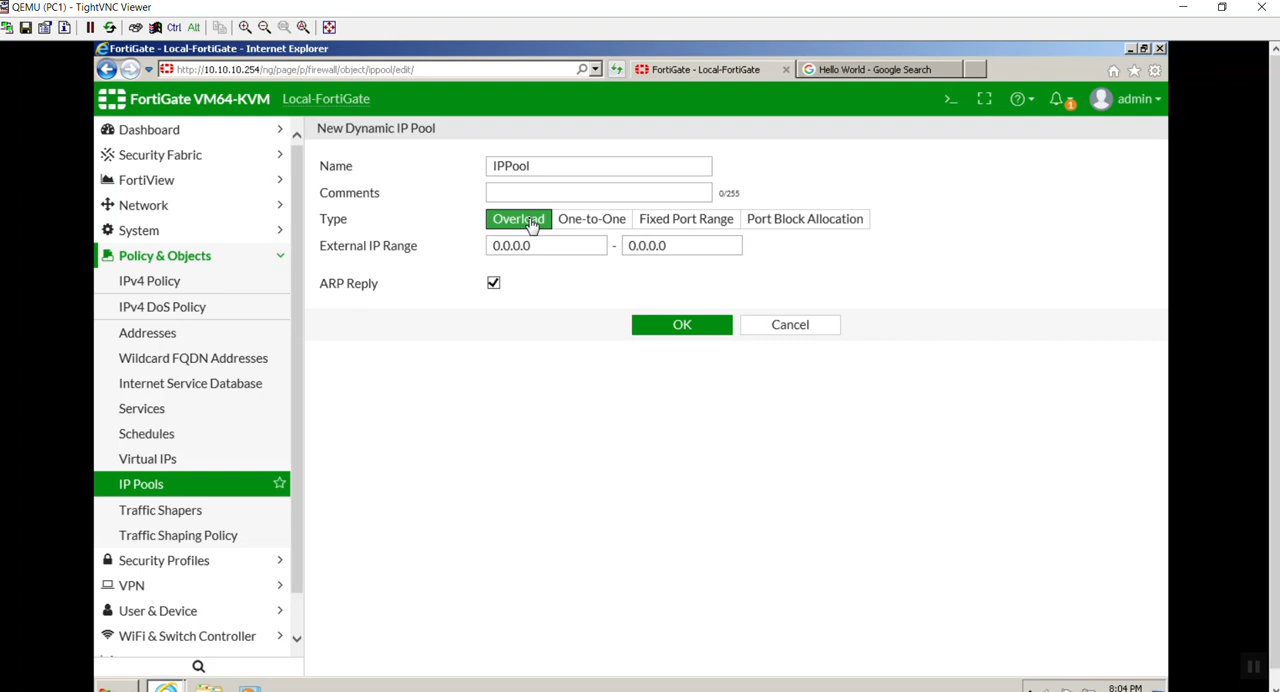 QEMU (PC1) - TightVNC Viewer
Ctrl Alt
FortiGate - Local-FortiGate - Internet Explorer
http://10.10.10.254/ng/page/p/firewall/object/ippool/edit/
FortiGate - Local-FortiGate
Hello World - Google Search
FortiGate VM64-KVM Local-FortiGate
1 admin
Dashboard
Security Fabric
FortiView
Network
System
Policy & Objects
IPv4 Policy
IPv4 DoS Policy
Addresses
Wildcard FQDN Addresses
Internet Service Database
Services
Schedules
Virtual IPs
IP Pools
Traffic Shapers
Traffic Shaping Policy
Security Profiles
VPN
User & Device
WiFi & Switch Controller
New Dynamic IP Pool
Name IPPool
Comments 0/255
Type Overload One-to-One Fixed Port Range Port Block Allocation
External IP Range 0.0.0.0 - 0.0.0.0
ARP Reply
OK Cancel
8:04 PM